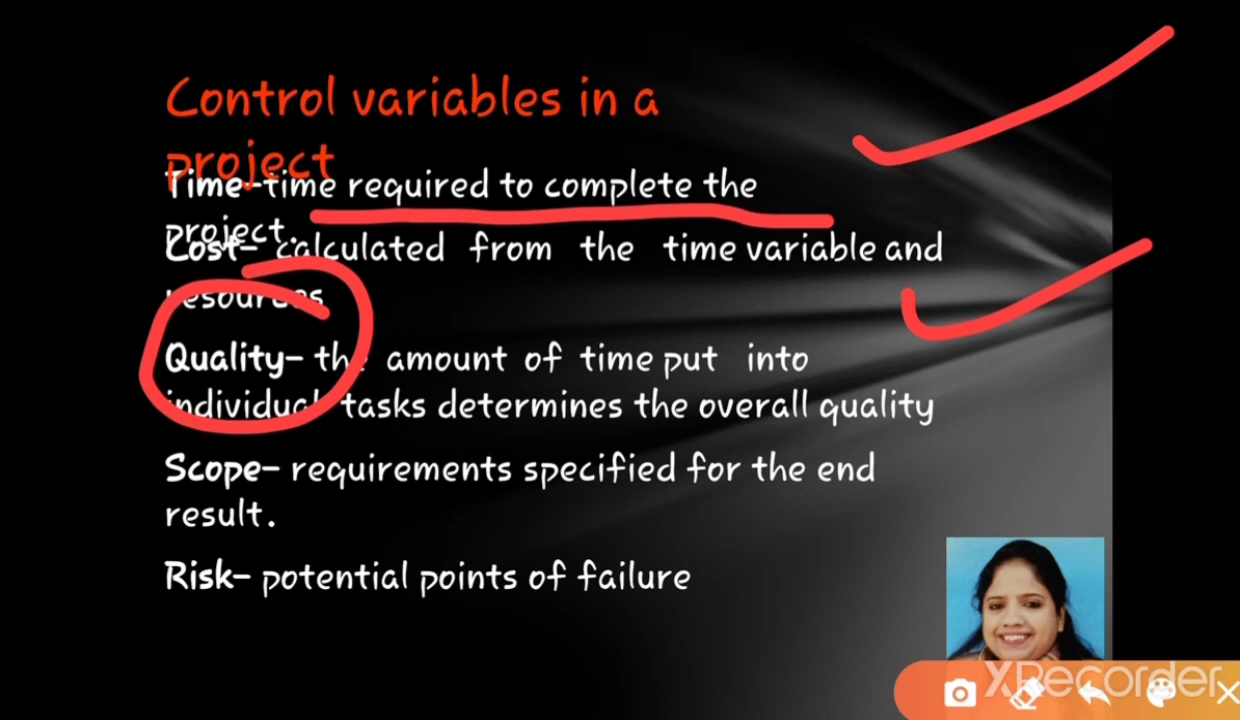 Control variables in a
project
Time-time required to complete the
project.
Cost- calculated from the time variable and
resources
Quality- the amount of time put into
individual tasks determines the overall quality
Scope- requirements specified for the end
result.
Risk- potential points of failure
XRecorder